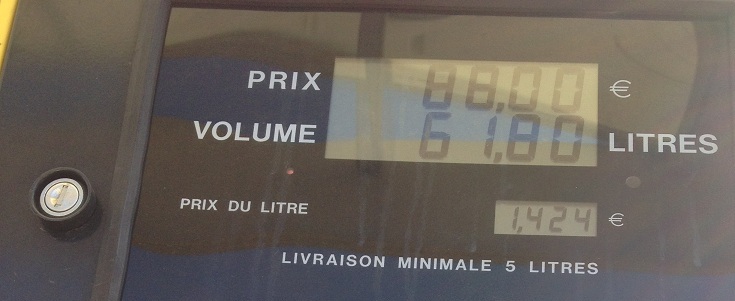 PRIX 88,00 €
VOLUME 61,80 LITRES
PRIX DU LITRE 1,424 €
LIVRAISON MINIMALE 5 LITRES